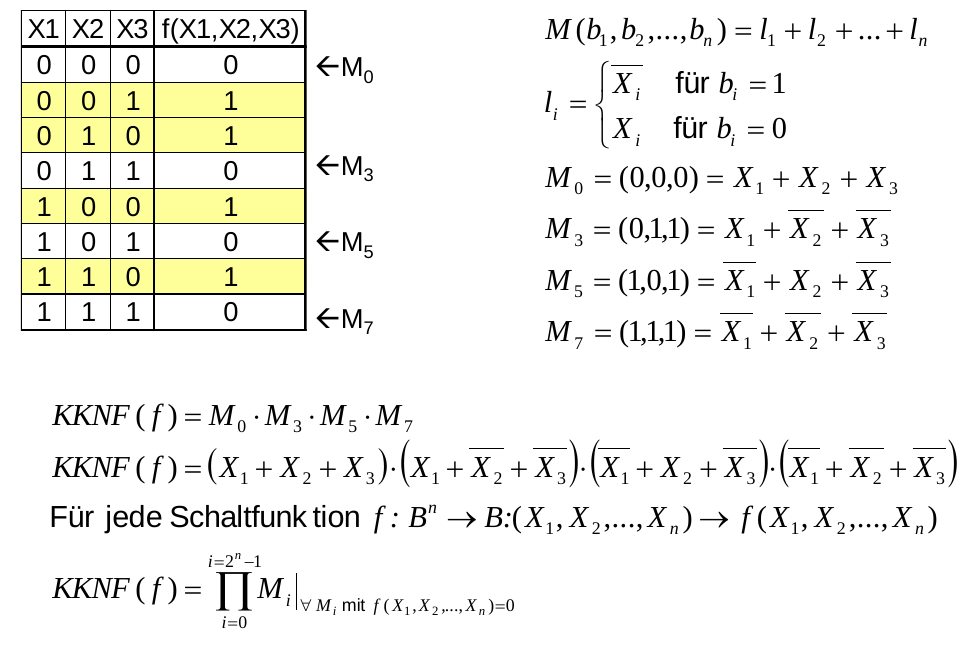 X1 X2 X3 f(X1,X2,X3)
0 0 0 0 ←M₀
0 0 1 1
0 1 0 1
0 1 1 0 ←M₃
1 0 0 1
1 0 1 0 ←M₅
1 1 0 1
1 1 1 0 ←M₇
M(b₁,b₂,...,bₙ) = l₁ + l₂ + ... + lₙ
lᵢ = { X̅ᵢ für bᵢ = 1
Xᵢ für bᵢ = 0
M₀ = (0,0,0) = X₁ + X₂ + X₃
M₃ = (0,1,1) = X₁ + X̅₂ + X̅₃
M₅ = (1,0,1) = X̅₁ + X₂ + X̅₃
M₇ = (1,1,1) = X̅₁ + X̅₂ + X̅₃
KKNF(f) = M₀ · M₃ · M₅ · M₇
KKNF(f) = (X₁ + X₂ + X₃)·(X₁ + X̅₂ + X̅₃)·(X̅₁ + X₂ + X̅₃)·(X̅₁ + X̅₂ + X̅₃)
Für jede Schaltfunk tion f : Bⁿ → B:(X₁, X₂,..., Xₙ) → f(X₁, X₂,..., Xₙ)
i=2ⁿ−1
KKNF(f) = ∏ Mᵢ|∀ Mᵢ mit f(X₁,X₂,...,Xₙ)=0
i=0